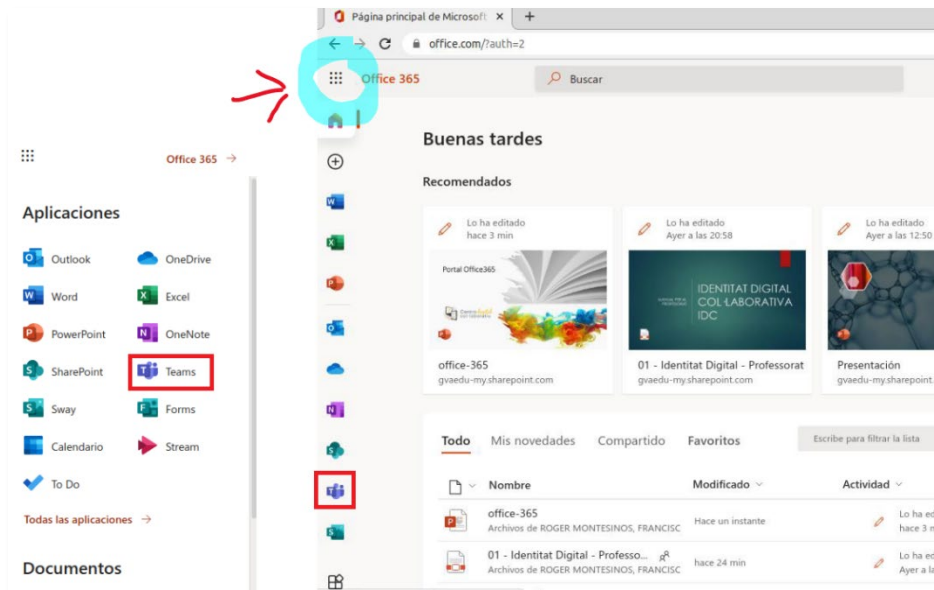 Office 365 →
Aplicaciones
Outlook
OneDrive
Word
Excel
PowerPoint
OneNote
SharePoint
Teams
Sway
Forms
Calendario
Stream
To Do
Todas las aplicaciones →
Documentos
Página principal de Microsoft
office.com/?auth=2
Office 365
Buscar
Buenas tardes
Recomendados
Lo ha editado
hace 3 min
Portal Office365
office-365
gvaedu-my.sharepoint.com
Lo ha editado
Ayer a las 20:58
IDENTITAT DIGITAL
COL·LABORATIVA
IDC
01 - Identitat Digital - Professorat
gvaedu-my.sharepoint.com
Lo ha editado
Ayer a las 12:50
Presentación
gvaedu-my.sharepoint.
Todo
Mis novedades
Compartido
Favoritos
Escribe para filtrar la lista
Nombre
Modificado
Actividad
office-365
Archivos de ROGER MONTESINOS, FRANCISC
Hace un instante
Lo ha ed
hace 3 n
01 - Identitat Digital - Professo...
Archivos de ROGER MONTESINOS, FRANCISC
hace 24 min
Lo ha ed
Ayer a la